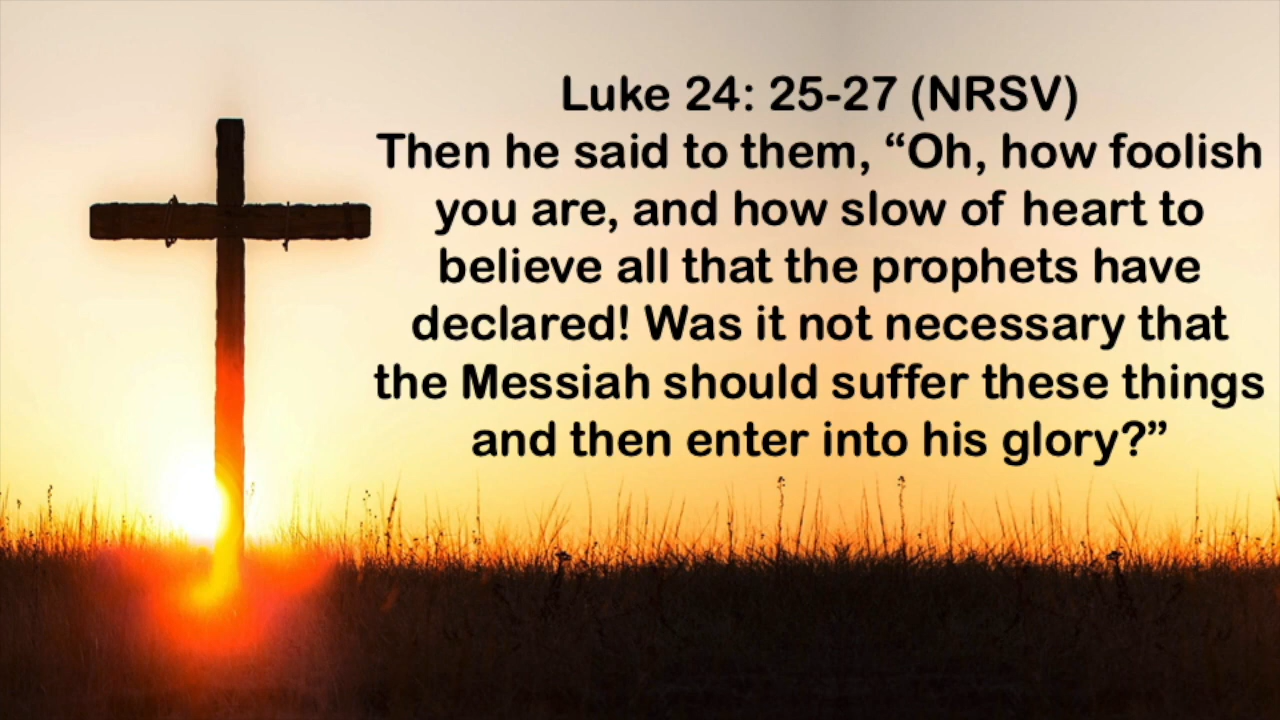 Luke 24: 25-27 (NRSV)
Then he said to them, “Oh, how foolish
you are, and how slow of heart to
believe all that the prophets have
declared! Was it not necessary that
the Messiah should suffer these things
and then enter into his glory?”